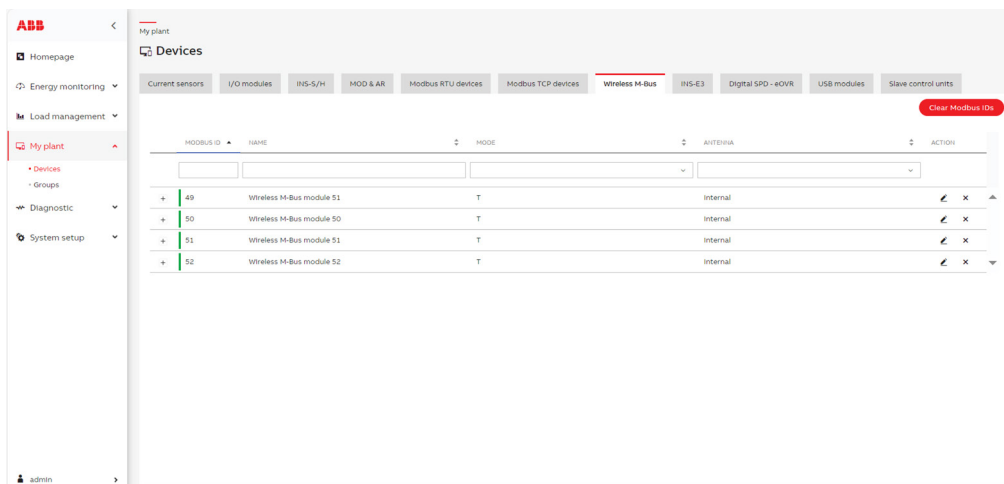 ABB
Homepage
Energy monitoring
Load management
My plant
Devices
Groups
Diagnostic
System setup
admin
My plant
Devices
Current sensors I/O modules INS-S/H MOD & AR Modbus RTU devices Modbus TCP devices Wireless M-Bus INS-E3 Digital SPD - eOVR USB modules Slave control units
Clear Modbus IDs
MODBUS ID NAME MODE ANTENNA ACTION
+ 49 Wireless M-Bus module 51 T Internal
+ 50 Wireless M-Bus module 50 T Internal
+ 51 Wireless M-Bus module 51 T Internal
+ 52 Wireless M-Bus module 52 T Internal